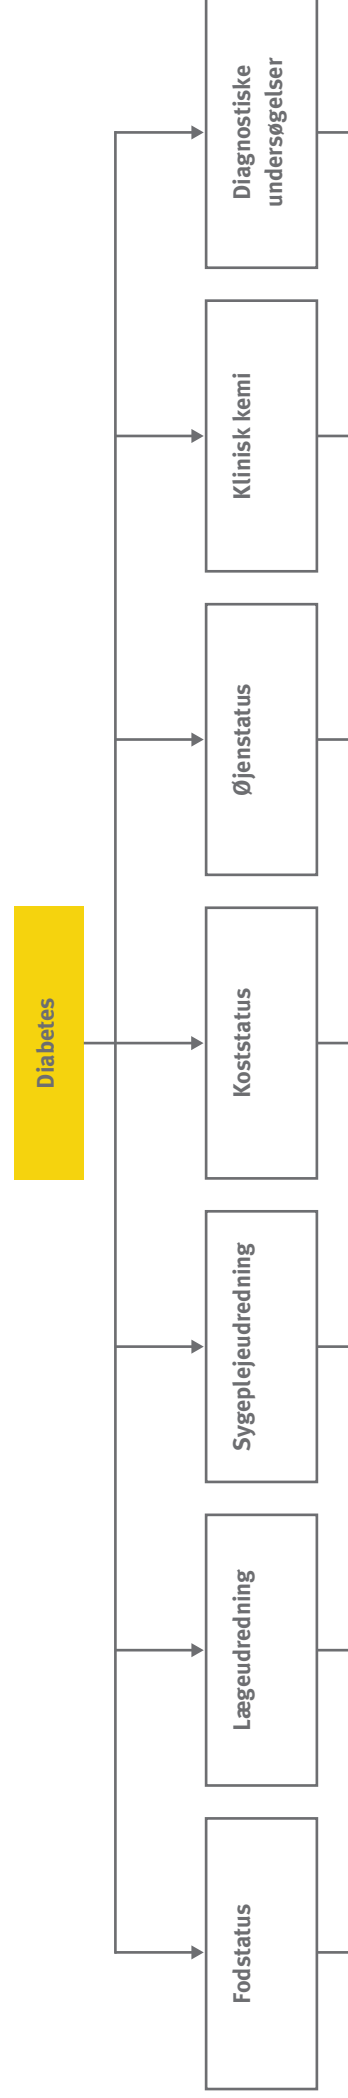 Diabetes
Fodstatus
Lægeudredning
Sygeplejeudredning
Koststatus
Øjenstatus
Klinisk kemi
Diagnostiske
undersøgelser